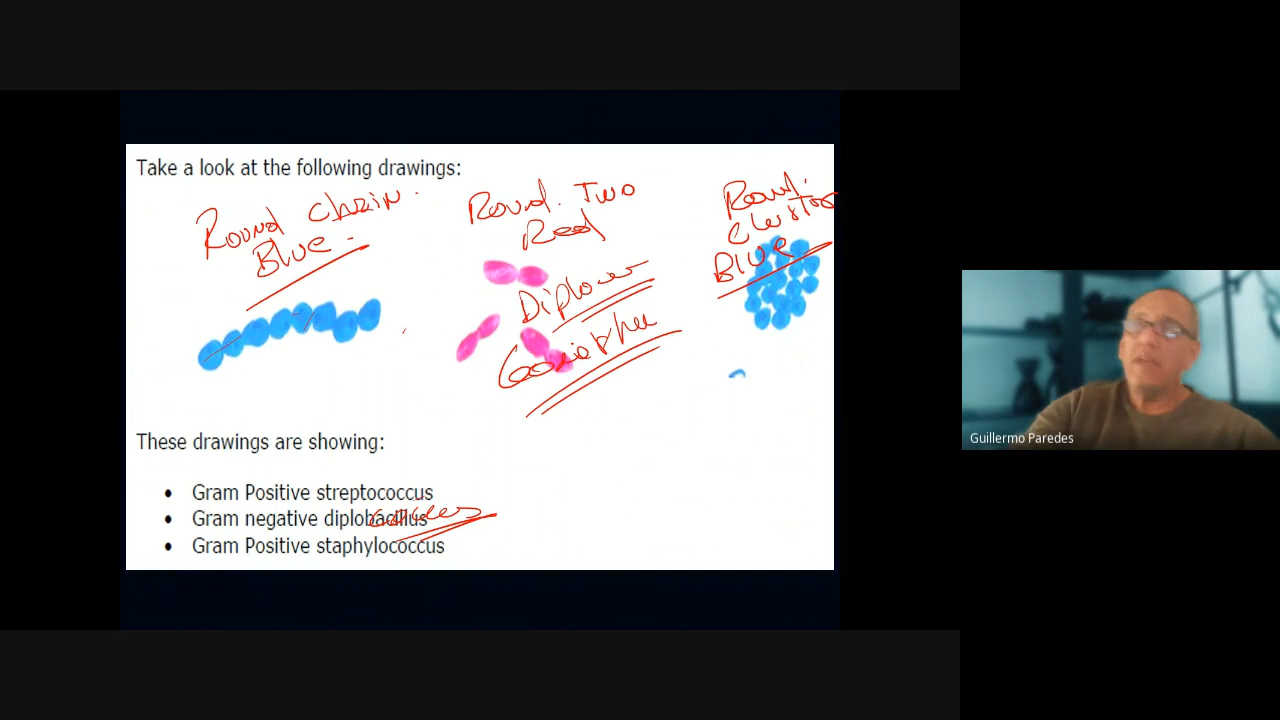 Take a look at the following drawings:
Round Chain.
Blue.
Round. Two
Red
Round.
Cluster
Blue
These drawings are showing:
• Gram Positive streptococcus
• Gram negative diplobacillus
• Gram Positive staphylococcus
Guillermo Paredes